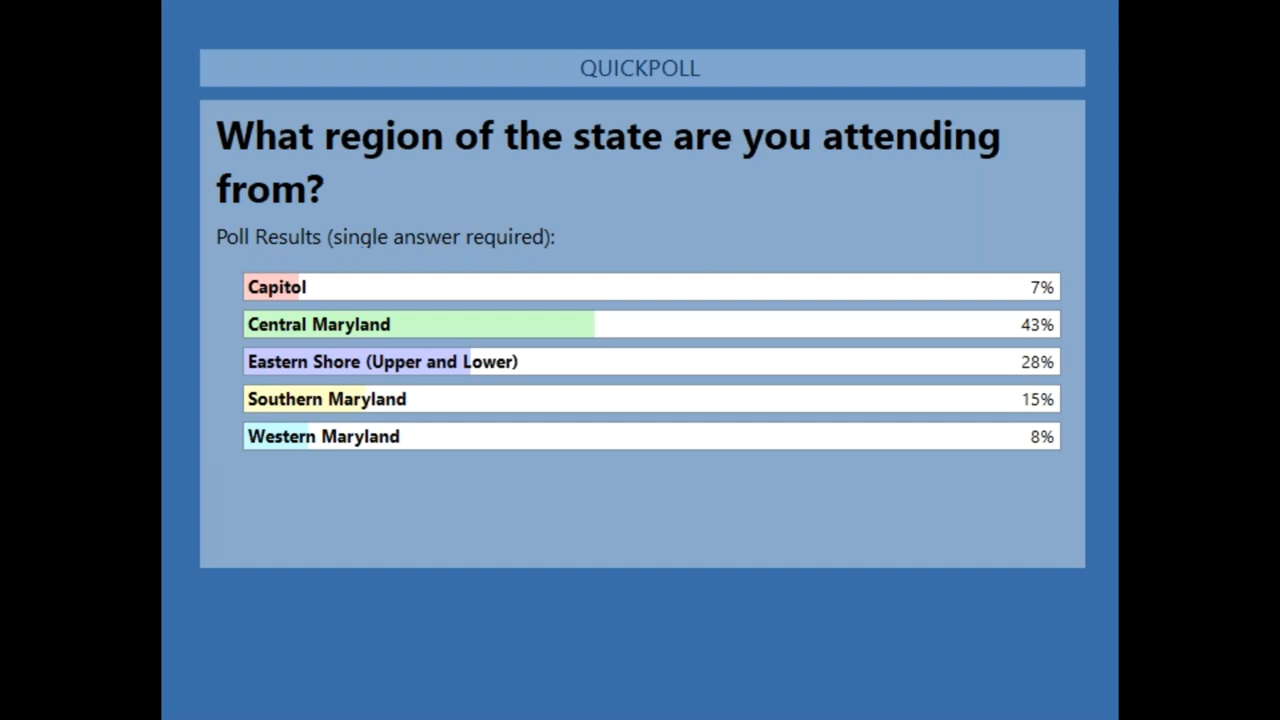 QUICKPOLL
What region of the state are you attending
from?
Poll Results (single answer required):
Capitol 7%
Central Maryland 43%
Eastern Shore (Upper and Lower) 28%
Southern Maryland 15%
Western Maryland 8%